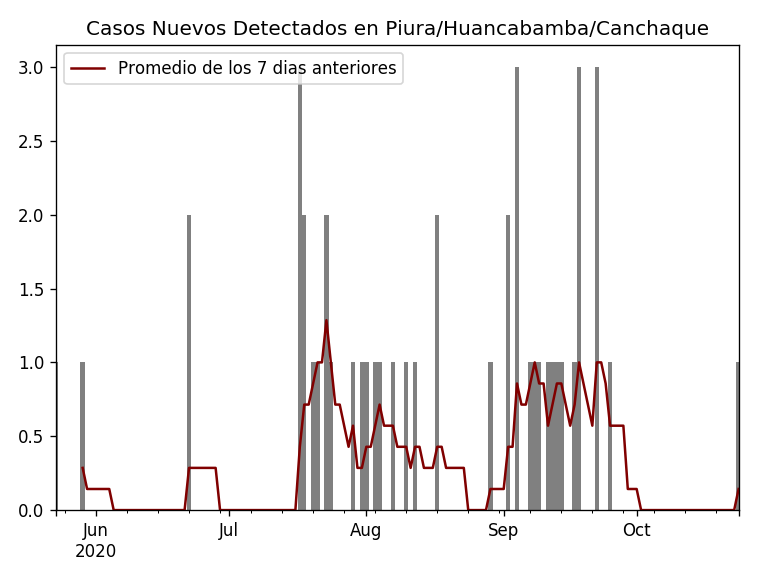 Casos Nuevos Detectados en Piura/Huancabamba/Canchaque
Promedio de los 7 dias anteriores
3.0
2.5
2.0
1.5
1.0
0.5
0.0
Jun Jul Aug Sep Oct
2020